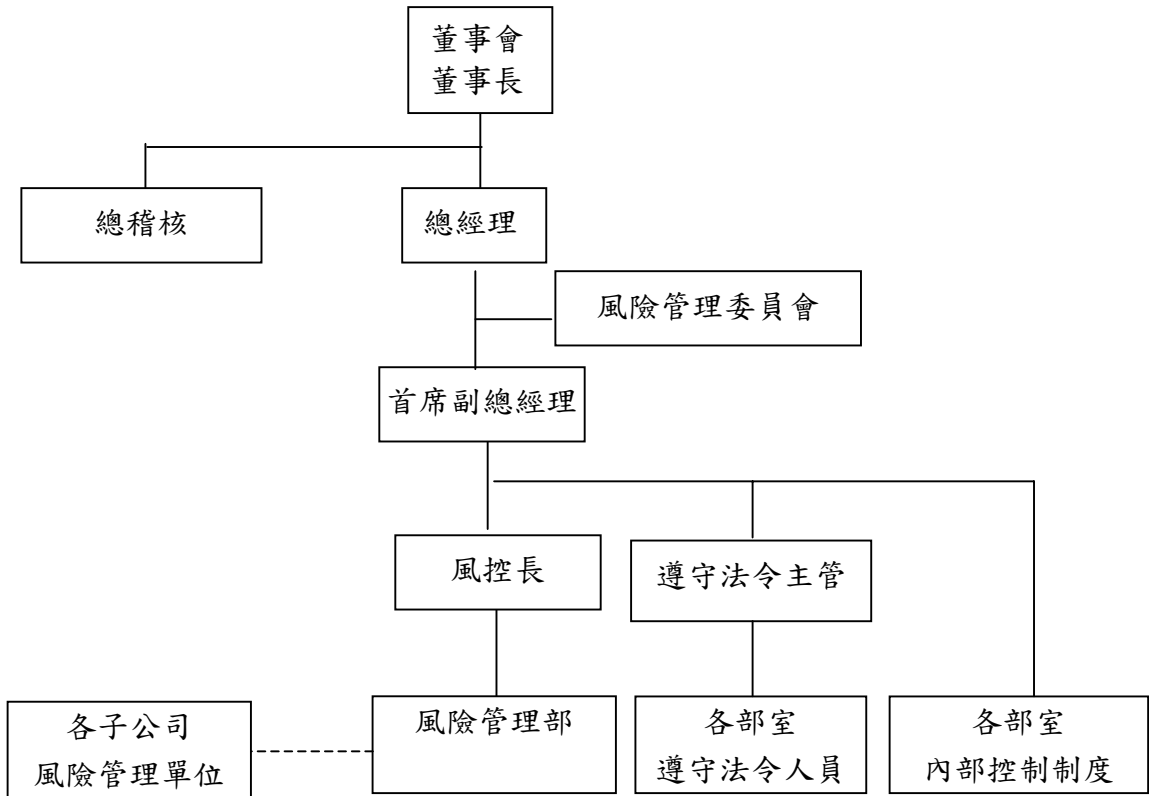 董事會
董事長
總稽核
總經理
風險管理委員會
首席副總經理
風控長
遵守法令主管
各子公司
風險管理單位
風險管理部
各部室
遵守法令人員
各部室
內部控制制度